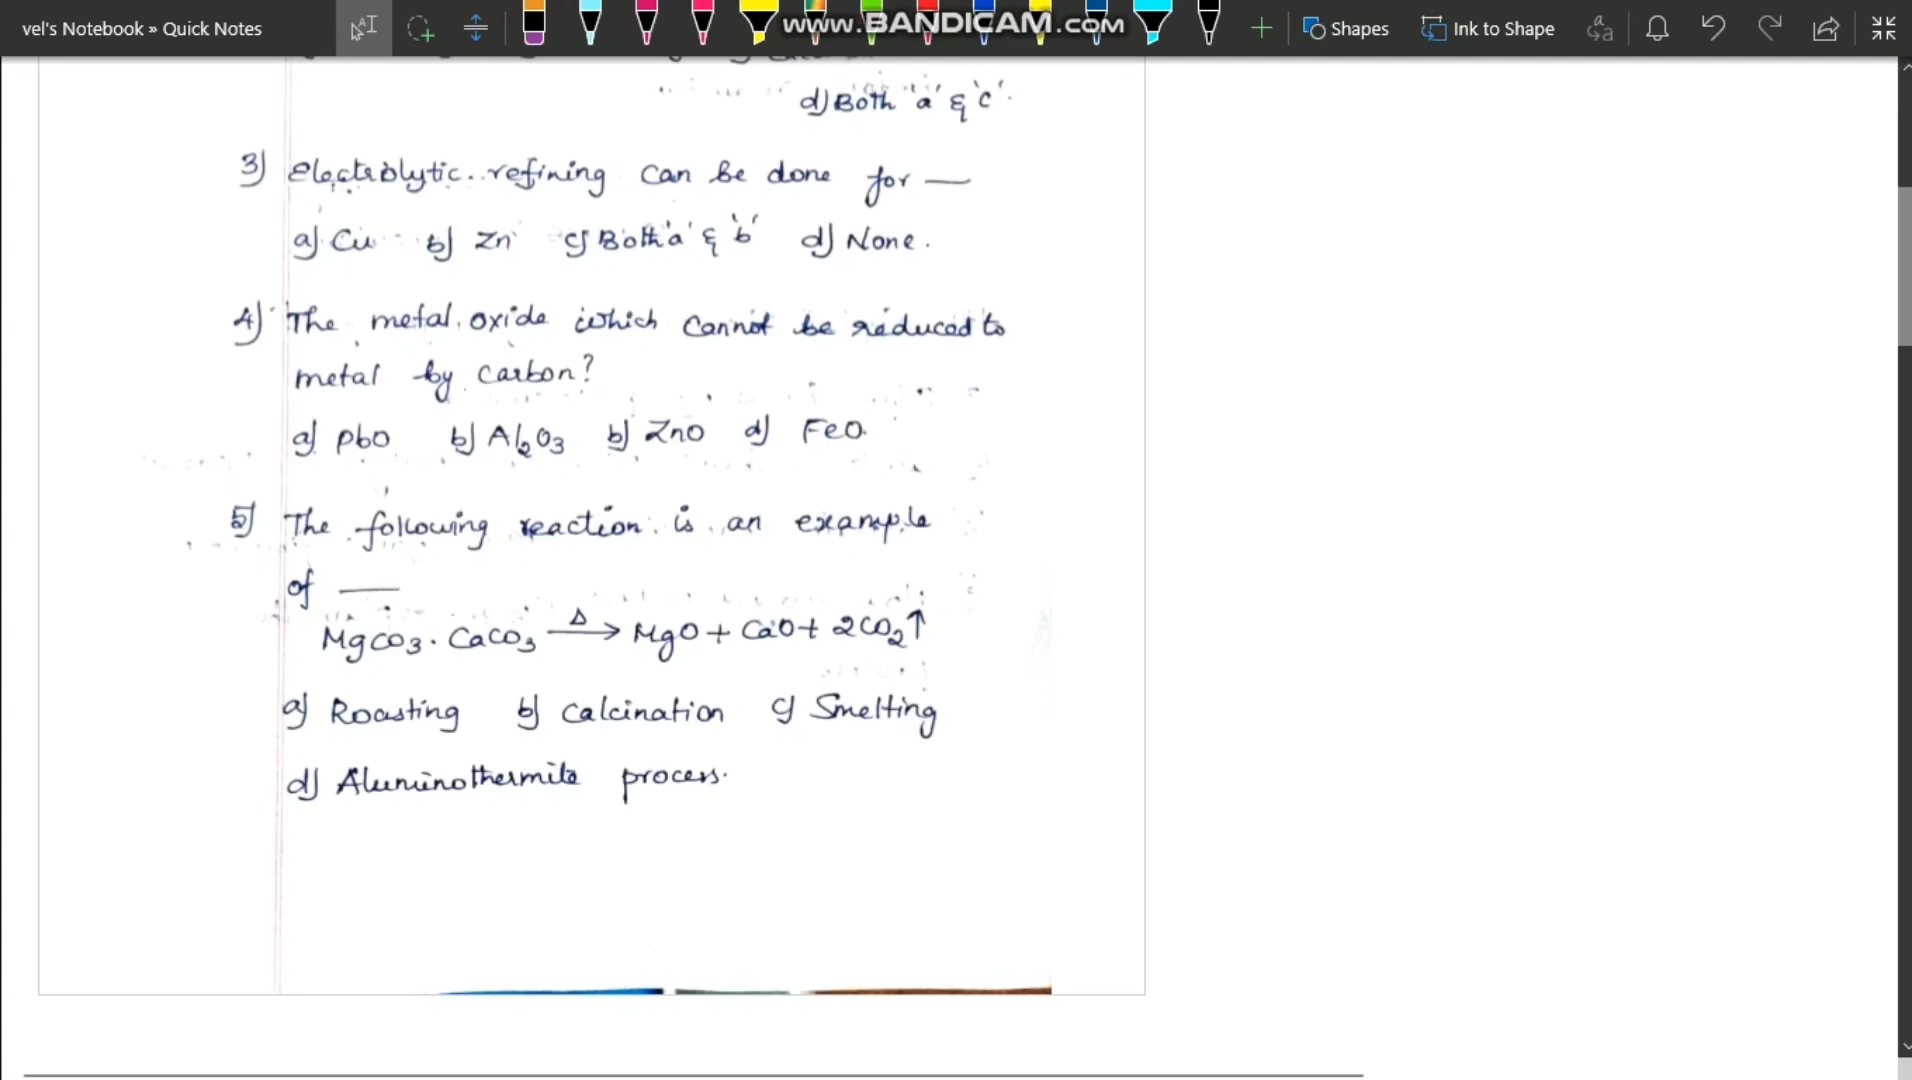 vel's Notebook » Quick Notes
www.BANDICAM.com
Shapes
Ink to Shape
d) Both 'a' & 'c'.
3) Electrolytic refining can be done for —
a) Cu b) Zn c) Both 'a' & 'b' d) None.
4) The metal oxide which cannot be reduced to
metal by carbon?
a) PbO b) Al₂O₃ b) ZnO d) FeO.
5) The following reaction is an example
of —
MgCO₃ . CaCO₃ —Δ→ MgO + CaO + 2CO₂↑
a) Roasting b) Calcination c) Smelting
d) Aluminothermite process.